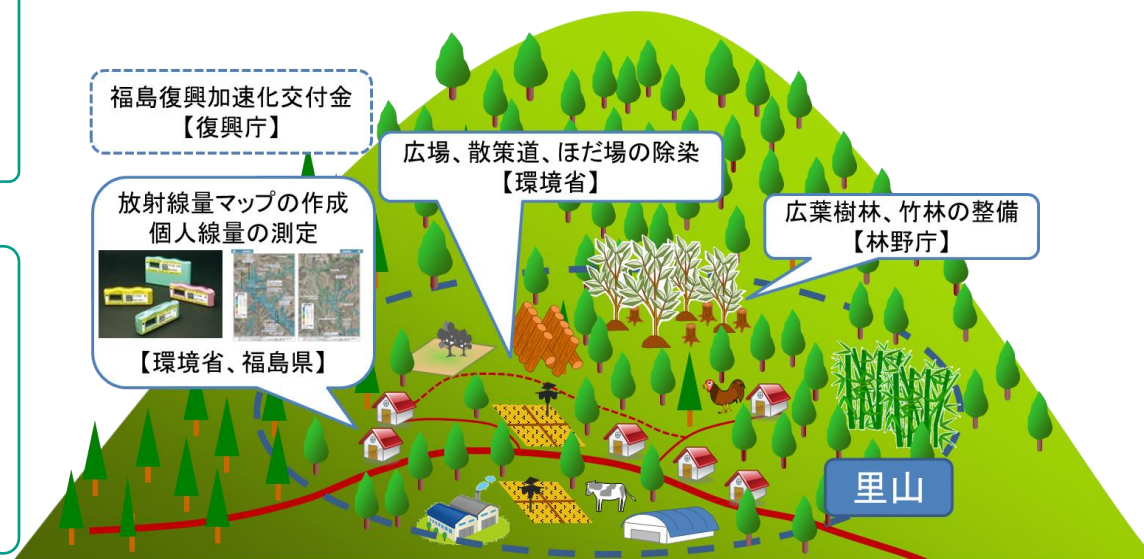 福島復興加速化交付金
【復興庁】
広場、散策道、ほだ場の除染
【環境省】
放射線量マップの作成
個人線量の測定
【環境省、福島県】
広葉樹林、竹林の整備
【林野庁】
里山